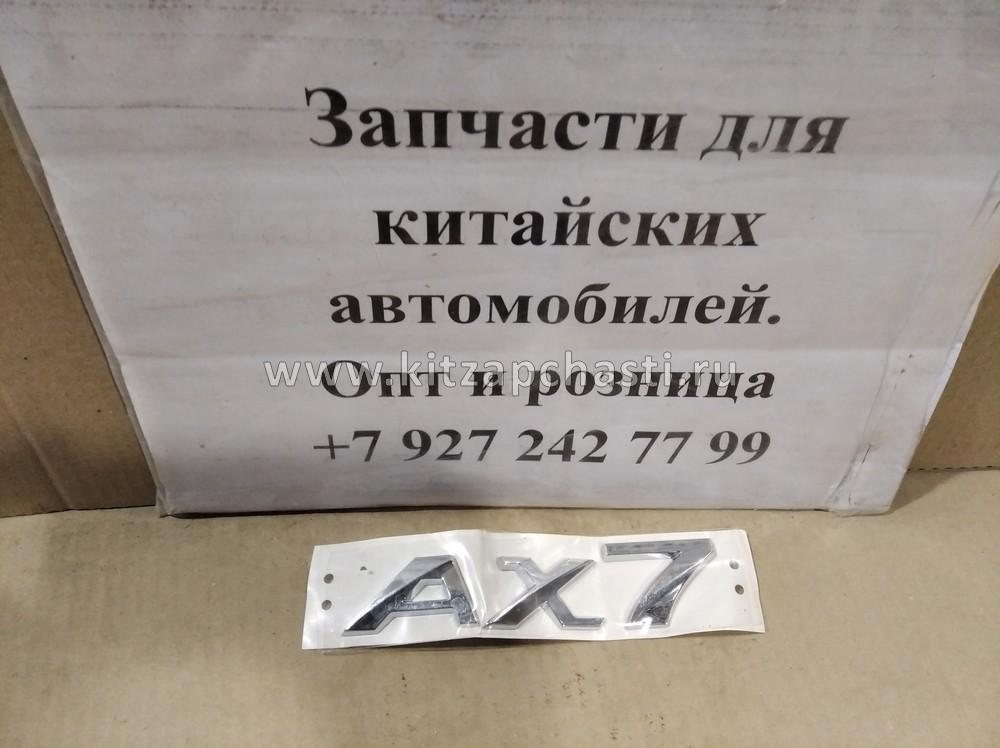 Запчасти для
китайских
автомобилей.
www.kitzapchasti.ru
Опт и розница
+7 927 242 77 99
AX7